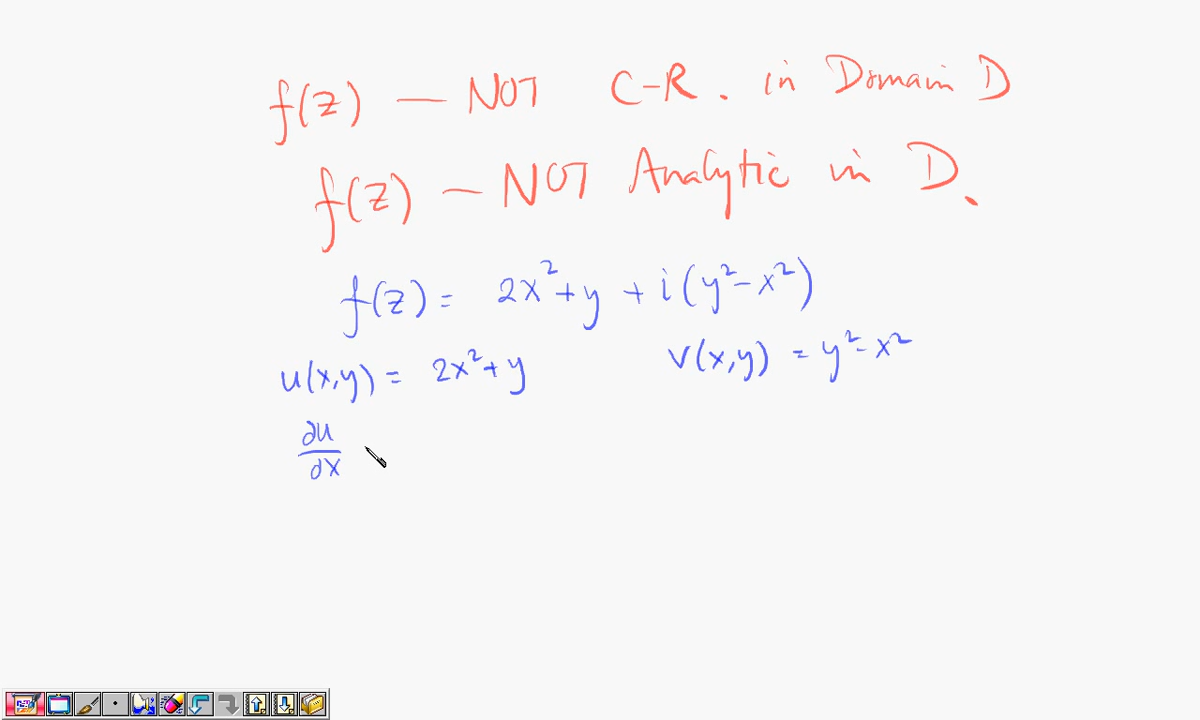 f(z) — NOT C-R. in Domain D
f(z) — NOT Analytic in D.
f(z) = 2x² + y + i(y² - x²)
u(x,y) = 2x² + y v(x,y) = y² - x²
∂u
∂x